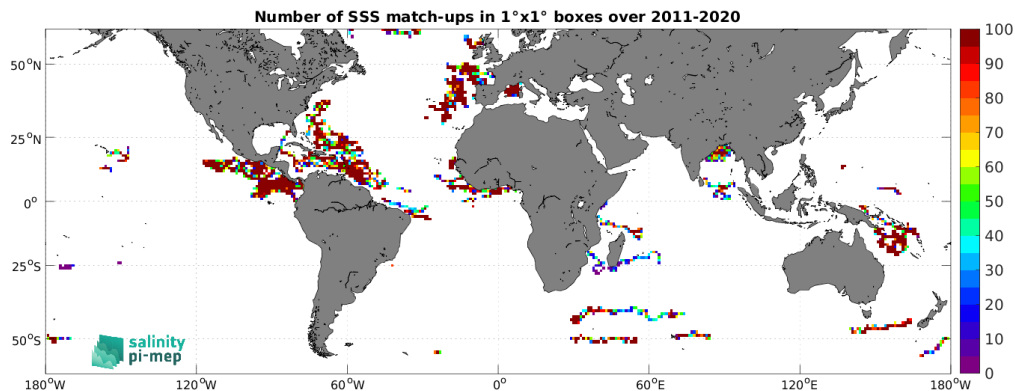 Number of SSS match-ups in 1°x1° boxes over 2011-2020
50°N
25°N
0°
25°S
50°S
180°W
120°W
60°W
0°
60°E
120°E
180°W
100
90
80
70
60
50
40
30
20
10
0
salinity
pi-mep